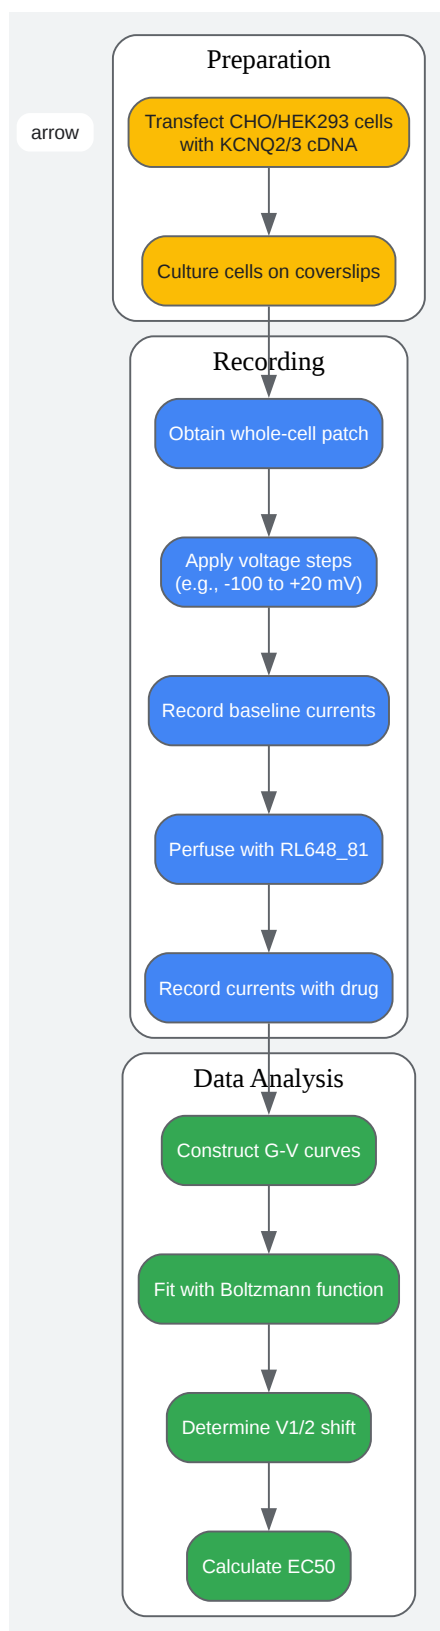 Preparation
arrow
Transfect CHO/HEK293 cells
with KCNQ2/3 cDNA
Culture cells on coverslips
Recording
Obtain whole-cell patch
Apply voltage steps
(e.g., -100 to +20 mV)
Record baseline currents
Perfuse with RL648_81
Record currents with drug
Data Analysis
Construct G-V curves
Fit with Boltzmann function
Determine V1/2 shift
Calculate EC50